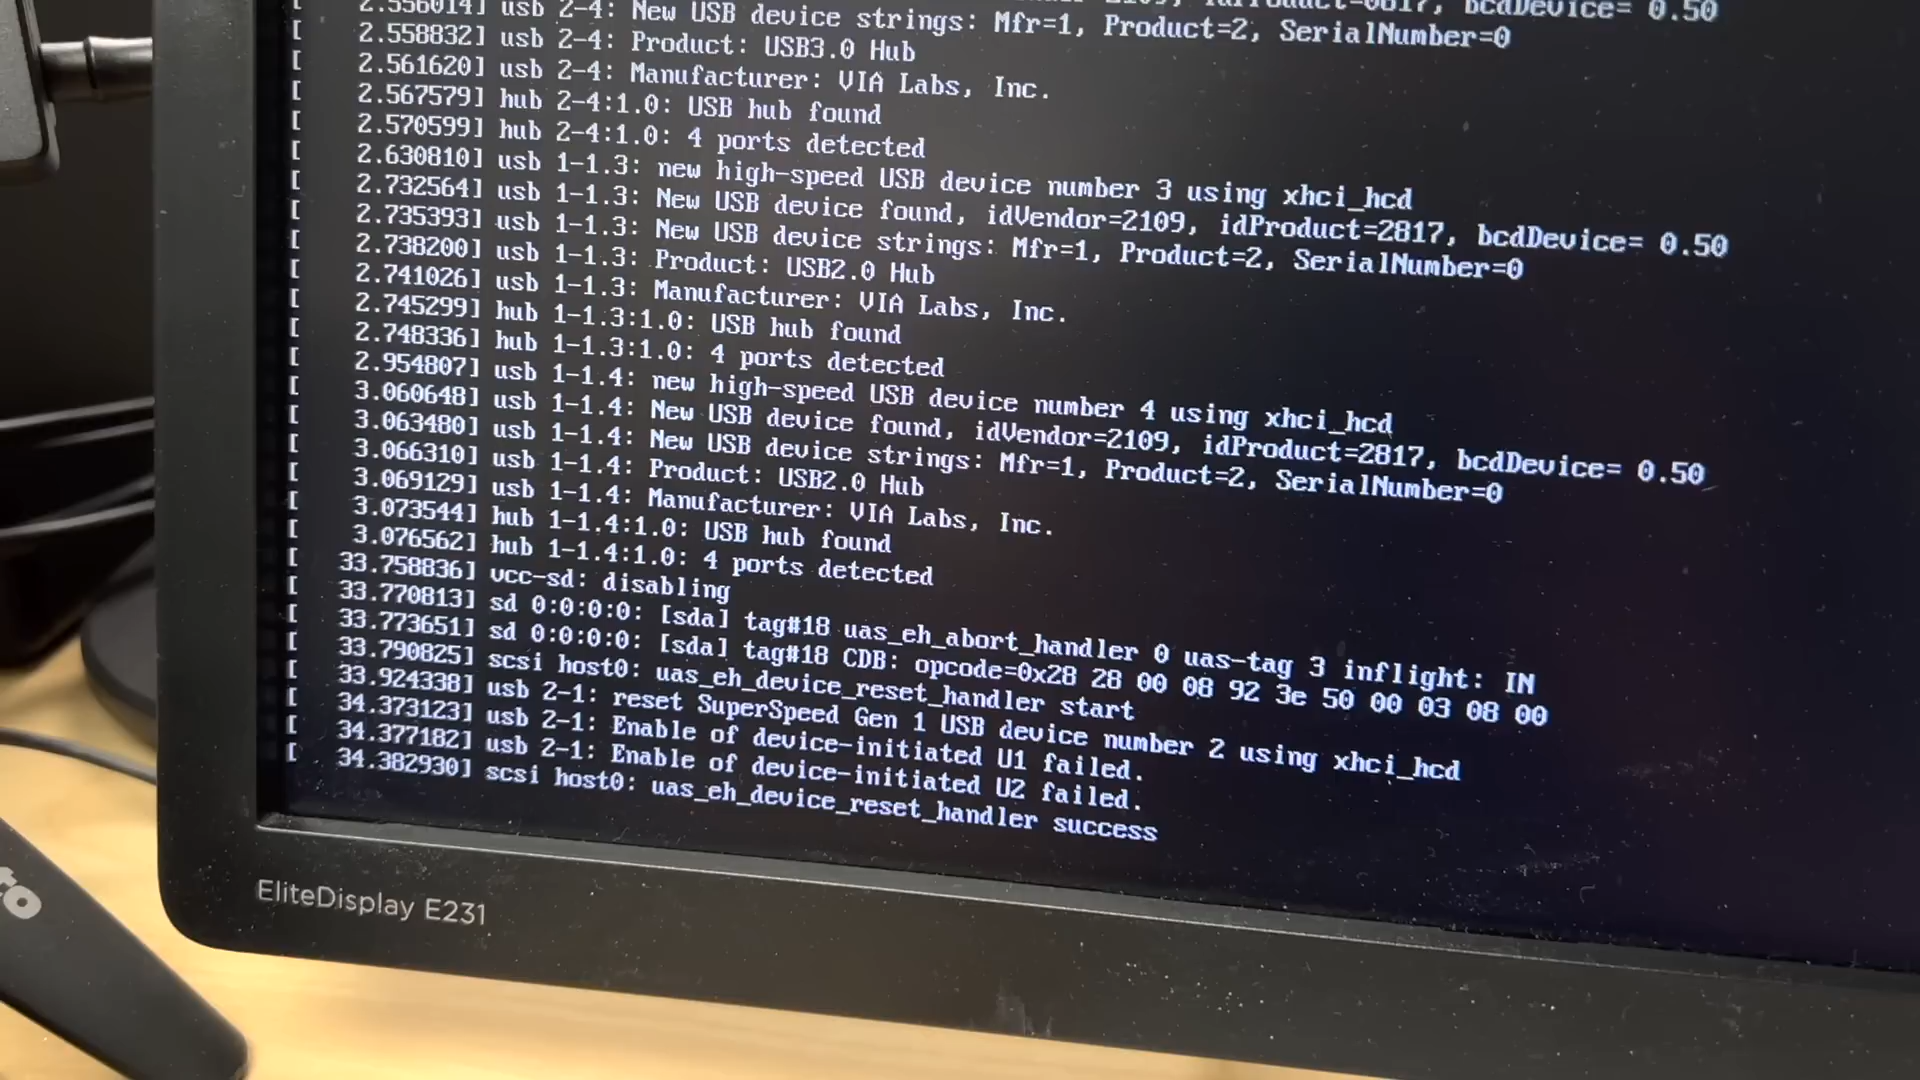 [    2.556014] usb 2-4: New USB device strings: Mfr=1, Product=2, SerialNumber=0
[    2.558832] usb 2-4: Product: USB3.0 Hub
[    2.561620] usb 2-4: Manufacturer: VIA Labs, Inc.
[    2.567579] hub 2-4:1.0: USB hub found
[    2.570599] hub 2-4:1.0: 4 ports detected
[    2.630810] usb 1-1.3: new high-speed USB device number 3 using xhci_hcd
[    2.732564] usb 1-1.3: New USB device found, idVendor=2109, idProduct=2817, bcdDevice= 0.50
[    2.735393] usb 1-1.3: New USB device strings: Mfr=1, Product=2, SerialNumber=0
[    2.738200] usb 1-1.3: Product: USB2.0 Hub
[    2.741026] usb 1-1.3: Manufacturer: VIA Labs, Inc.
[    2.745299] hub 1-1.3:1.0: USB hub found
[    2.748336] hub 1-1.3:1.0: 4 ports detected
[    2.954807] usb 1-1.4: new high-speed USB device number 4 using xhci_hcd
[    3.060648] usb 1-1.4: New USB device found, idVendor=2109, idProduct=2817, bcdDevice= 0.50
[    3.063480] usb 1-1.4: New USB device strings: Mfr=1, Product=2, SerialNumber=0
[    3.066310] usb 1-1.4: Product: USB2.0 Hub
[    3.069129] usb 1-1.4: Manufacturer: VIA Labs, Inc.
[    3.073544] hub 1-1.4:1.0: USB hub found
[    3.076562] hub 1-1.4:1.0: 4 ports detected
[   33.758836] vcc-sd: disabling
[   33.770813] sd 0:0:0:0: [sda] tag#18 uas_eh_abort_handler 0 uas-tag 3 inflight: IN
[   33.773651] sd 0:0:0:0: [sda] tag#18 CDB: opcode=0x28 28 00 08 92 3e 50 00 03 08 00
[   33.790825] scsi host0: uas_eh_device_reset_handler start
[   33.924338] usb 2-1: reset SuperSpeed Gen 1 USB device number 2 using xhci_hcd
[   34.373123] usb 2-1: Enable of device-initiated U1 failed.
[   34.377182] usb 2-1: Enable of device-initiated U2 failed.
[   34.382930] scsi host0: uas_eh_device_reset_handler success
EliteDisplay E231